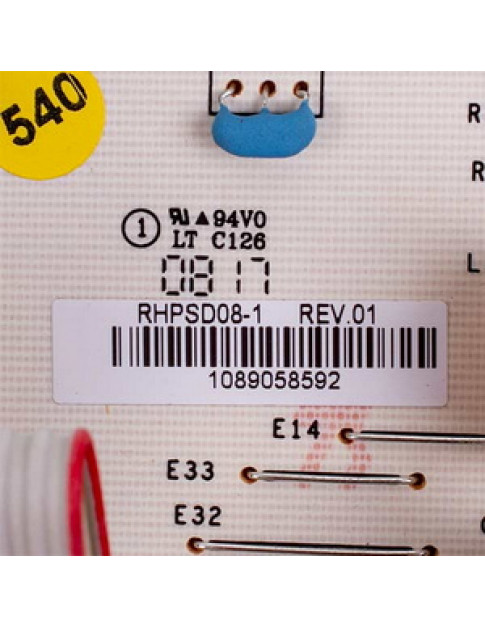 540
R
R
① 94V0
LT C126
0817
L
RHPSD08-1 REV.01
1089058592
E14
E33
E32